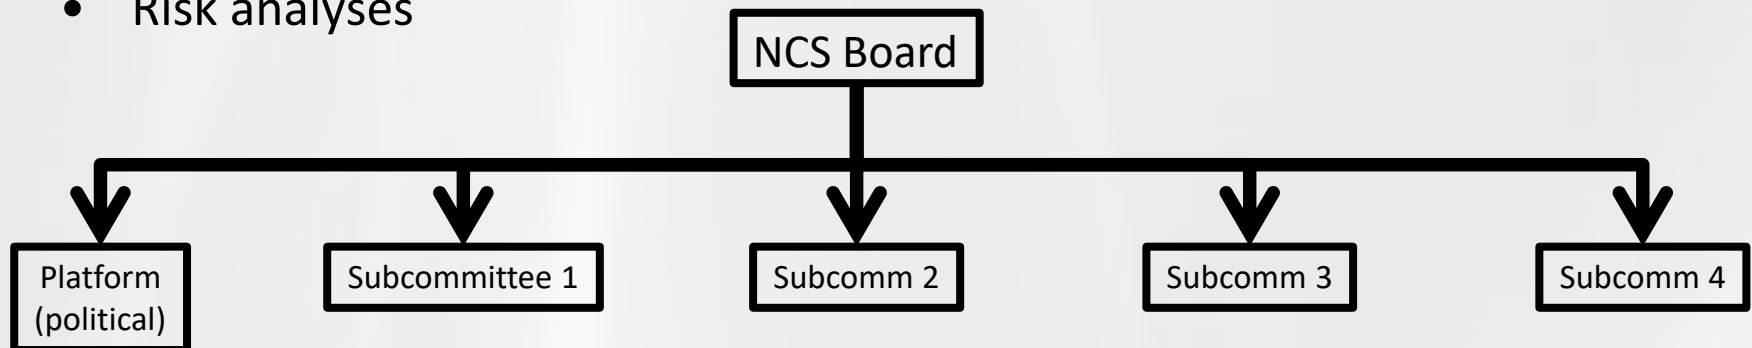 • Risk analyses
NCS Board
Platform
(political)
Subcommittee 1
Subcomm 2
Subcomm 3
Subcomm 4